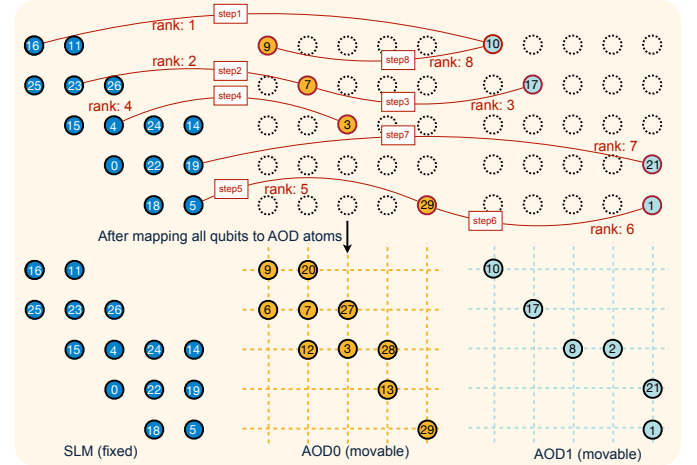 step1
rank: 1
16 11 9 10
step8
rank: 8
rank: 2
step2
25 23 26 7 17
step3
rank: 3
rank: 4
step4
15 4 24 14 3
step7
rank: 7
0 22 19 21
step5
rank: 5
18 5 29 1
step6
rank: 6
After mapping all qubits to AOD atoms
16 11 9 20 10
25 23 26 6 7 27 17
15 4 24 14 12 3 28 8 2
0 22 19 13 21
18 5 29 1
SLM (fixed) AOD0 (movable) AOD1 (movable)